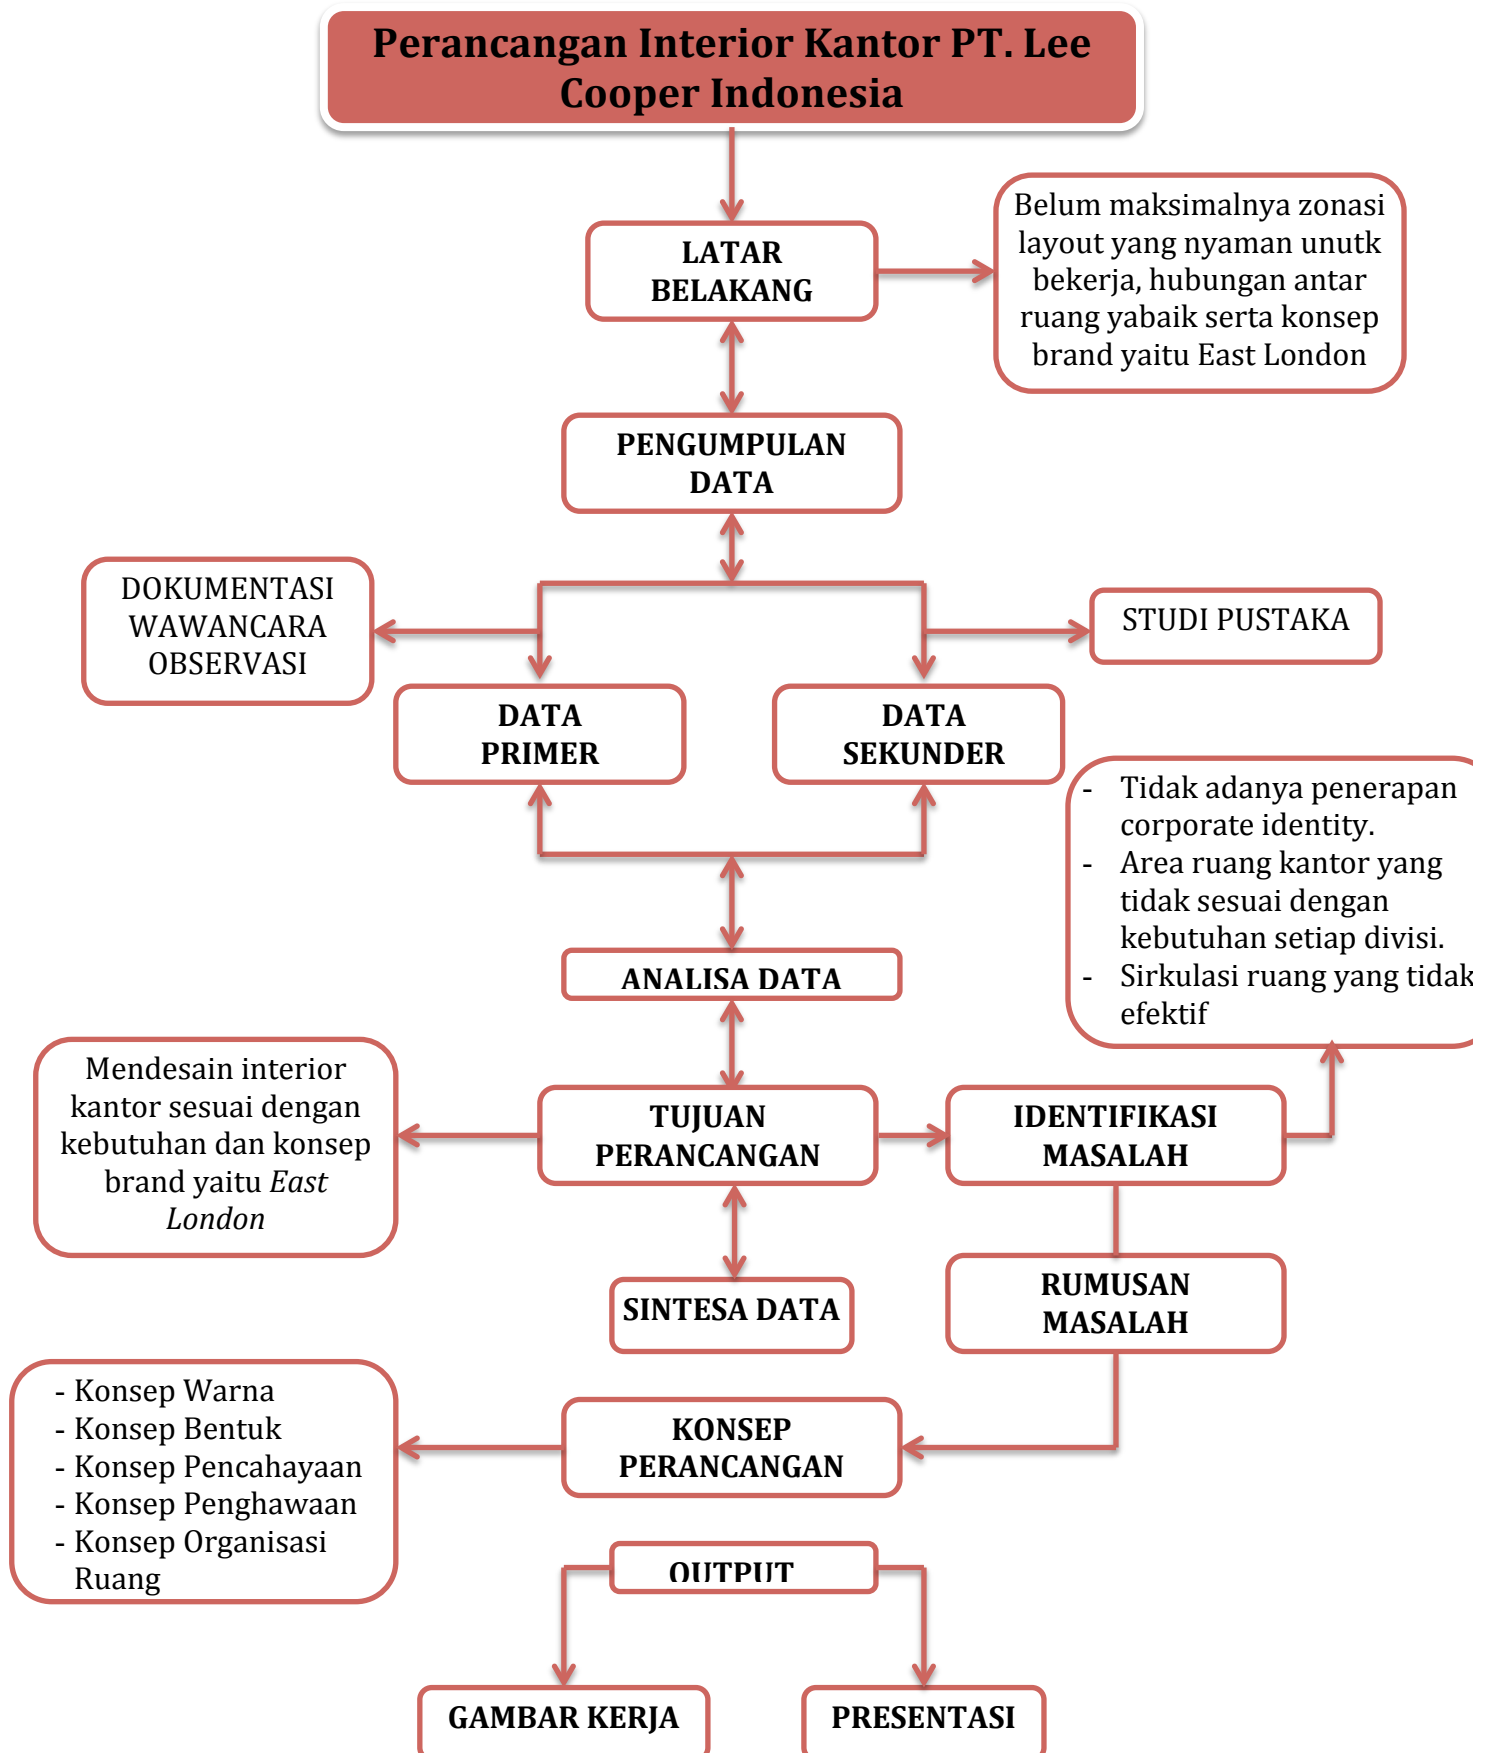 Perancangan Interior Kantor PT. Lee
Cooper Indonesia
LATAR
BELAKANG
Belum maksimalnya zonasi
layout yang nyaman unutk
bekerja, hubungan antar
ruang yabaik serta konsep
brand yaitu East London
PENGUMPULAN
DATA
DOKUMENTASI
WAWANCARA
OBSERVASI
STUDI PUSTAKA
DATA
PRIMER
DATA
SEKUNDER
- Tidak adanya penerapan
corporate identity.
- Area ruang kantor yang
tidak sesuai dengan
kebutuhan setiap divisi.
- Sirkulasi ruang yang tidak
efektif
ANALISA DATA
Mendesain interior
kantor sesuai dengan
kebutuhan dan konsep
brand yaitu East
London
TUJUAN
PERANCANGAN
IDENTIFIKASI
MASALAH
SINTESA DATA
RUMUSAN
MASALAH
- Konsep Warna
- Konsep Bentuk
- Konsep Pencahayaan
- Konsep Penghawaan
- Konsep Organisasi
Ruang
KONSEP
PERANCANGAN
OUTPUT
GAMBAR KERJA
PRESENTASI